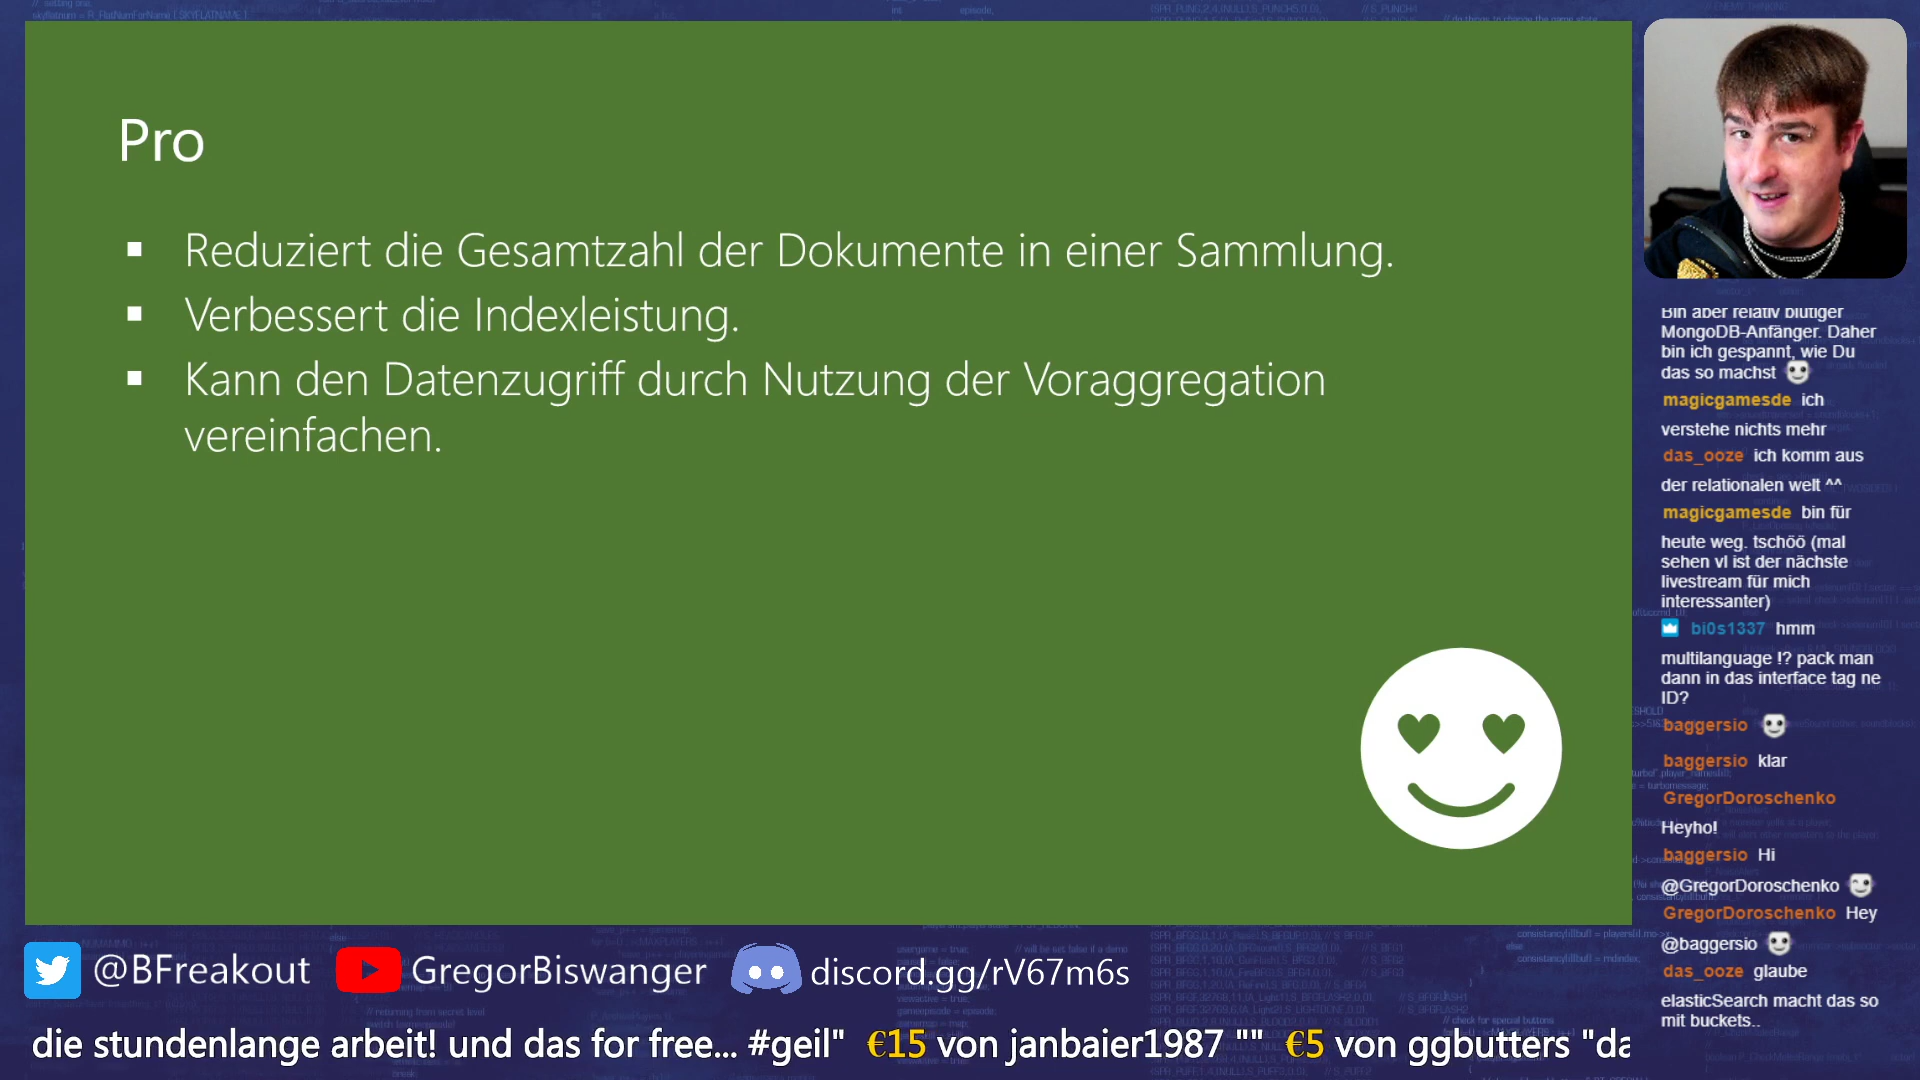 Pro
▪ Reduziert die Gesamtzahl der Dokumente in einer Sammlung.
▪ Verbessert die Indexleistung.
▪ Kann den Datenzugriff durch Nutzung der Voraggregation
vereinfachen.
Bin aber relativ blutiger
MongoDB-Anfänger. Daher
bin ich gespannt, wie Du
das so machst
magicgamesde ich
verstehe nichts mehr
das_ooze ich komm aus
der relationalen welt ^^
magicgamesde bin für
heute weg. tschöö (mal
sehen vl ist der nächste
livestream für mich
interessanter)
bi0s1337 hmm
multilanguage !? pack man
dann in das interface tag ne
ID?
baggersio
baggersio klar
GregorDoroschenko
Heyho!
baggersio Hi
@GregorDoroschenko
GregorDoroschenko Hey
@baggersio
das_ooze glaube
elasticSearch macht das so
mit buckets..
@BFreakout GregorBiswanger discord.gg/rV67m6s
die stundenlange arbeit! und das for free... #geil" €15 von janbaier1987 "" €5 von ggbutters "da